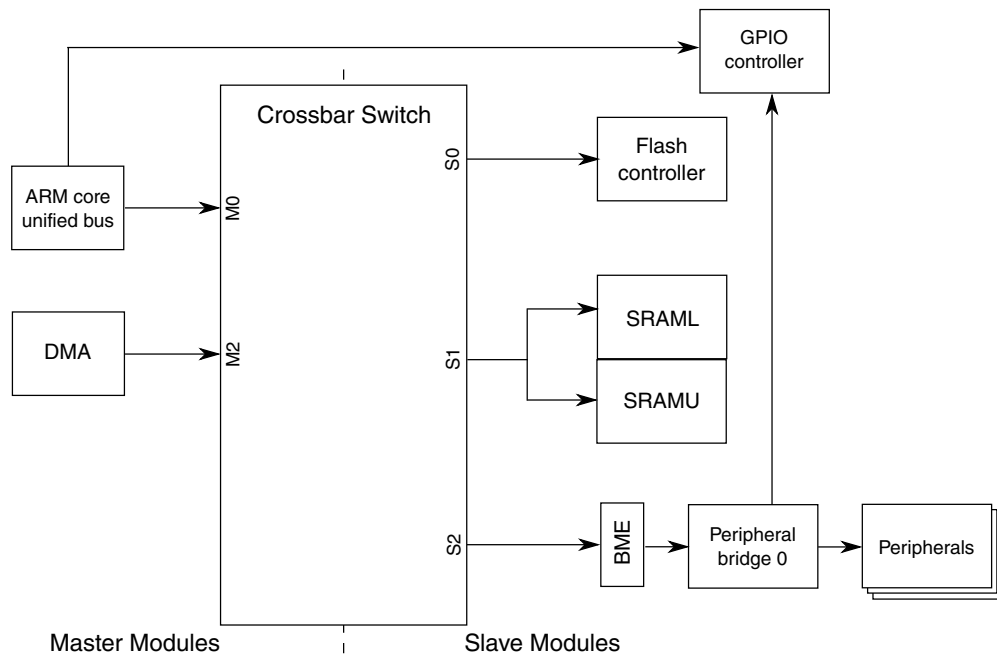 GPIO
controller
Crossbar Switch
S0
Flash
controller
ARM core
unified bus
M0
SRAML
DMA
M2
S1
SRAMU
S2
BME
Peripheral
bridge 0
Peripherals
Master Modules
Slave Modules